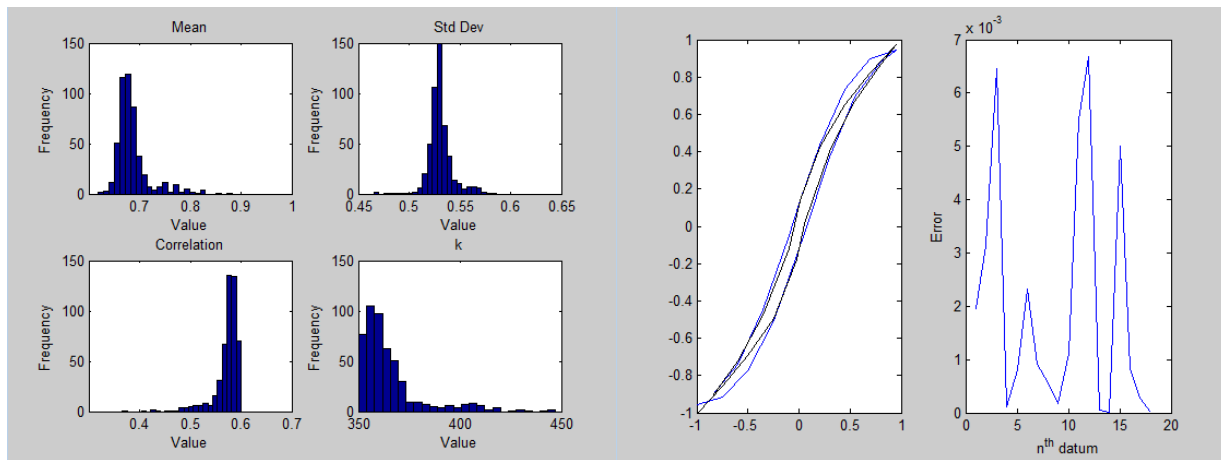 Mean
150
100
50
0
0.7 0.8 0.9 1
Frequency
Value
Std Dev
150
100
50
0
0.45 0.5 0.55 0.6 0.65
Frequency
Value
Correlation
150
100
50
0
0.4 0.5 0.6 0.7
Frequency
Value
k
150
100
50
0
350 400 450
Frequency
Value
1
0.8
0.6
0.4
0.2
0
-0.2
-0.4
-0.6
-0.8
-1
-1 -0.5 0 0.5 1
x 10⁻³
7
6
5
4
3
2
1
0
0 5 10 15 20
Error
nᵗʰ datum